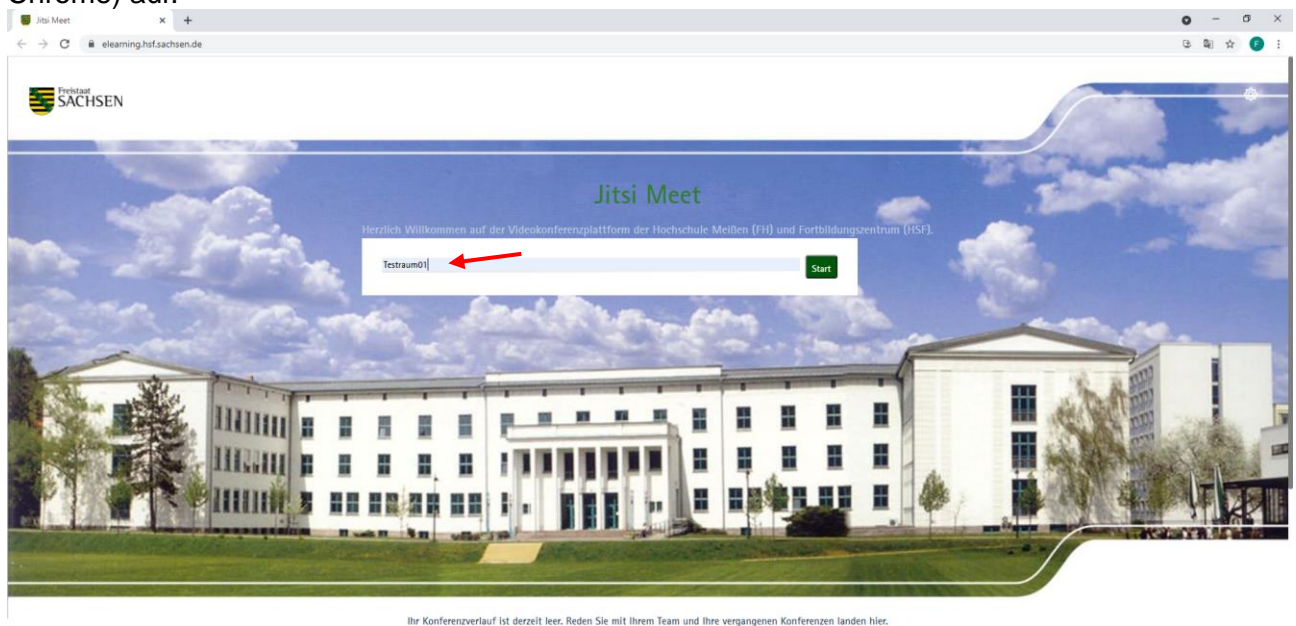 Chrome) auf.
Jitsi Meet
elearning.hsf.sachsen.de
F
Freistaat
SACHSEN
Jitsi Meet
Herzlich Willkommen auf der Videokonferenzplattform der Hochschule Meißen (FH) und Fortbildungszentrum (HSF).
Testraum01
Start
Ihr Konferenzverlauf ist derzeit leer. Reden Sie mit Ihrem Team und Ihre vergangenen Konferenzen landen hier.